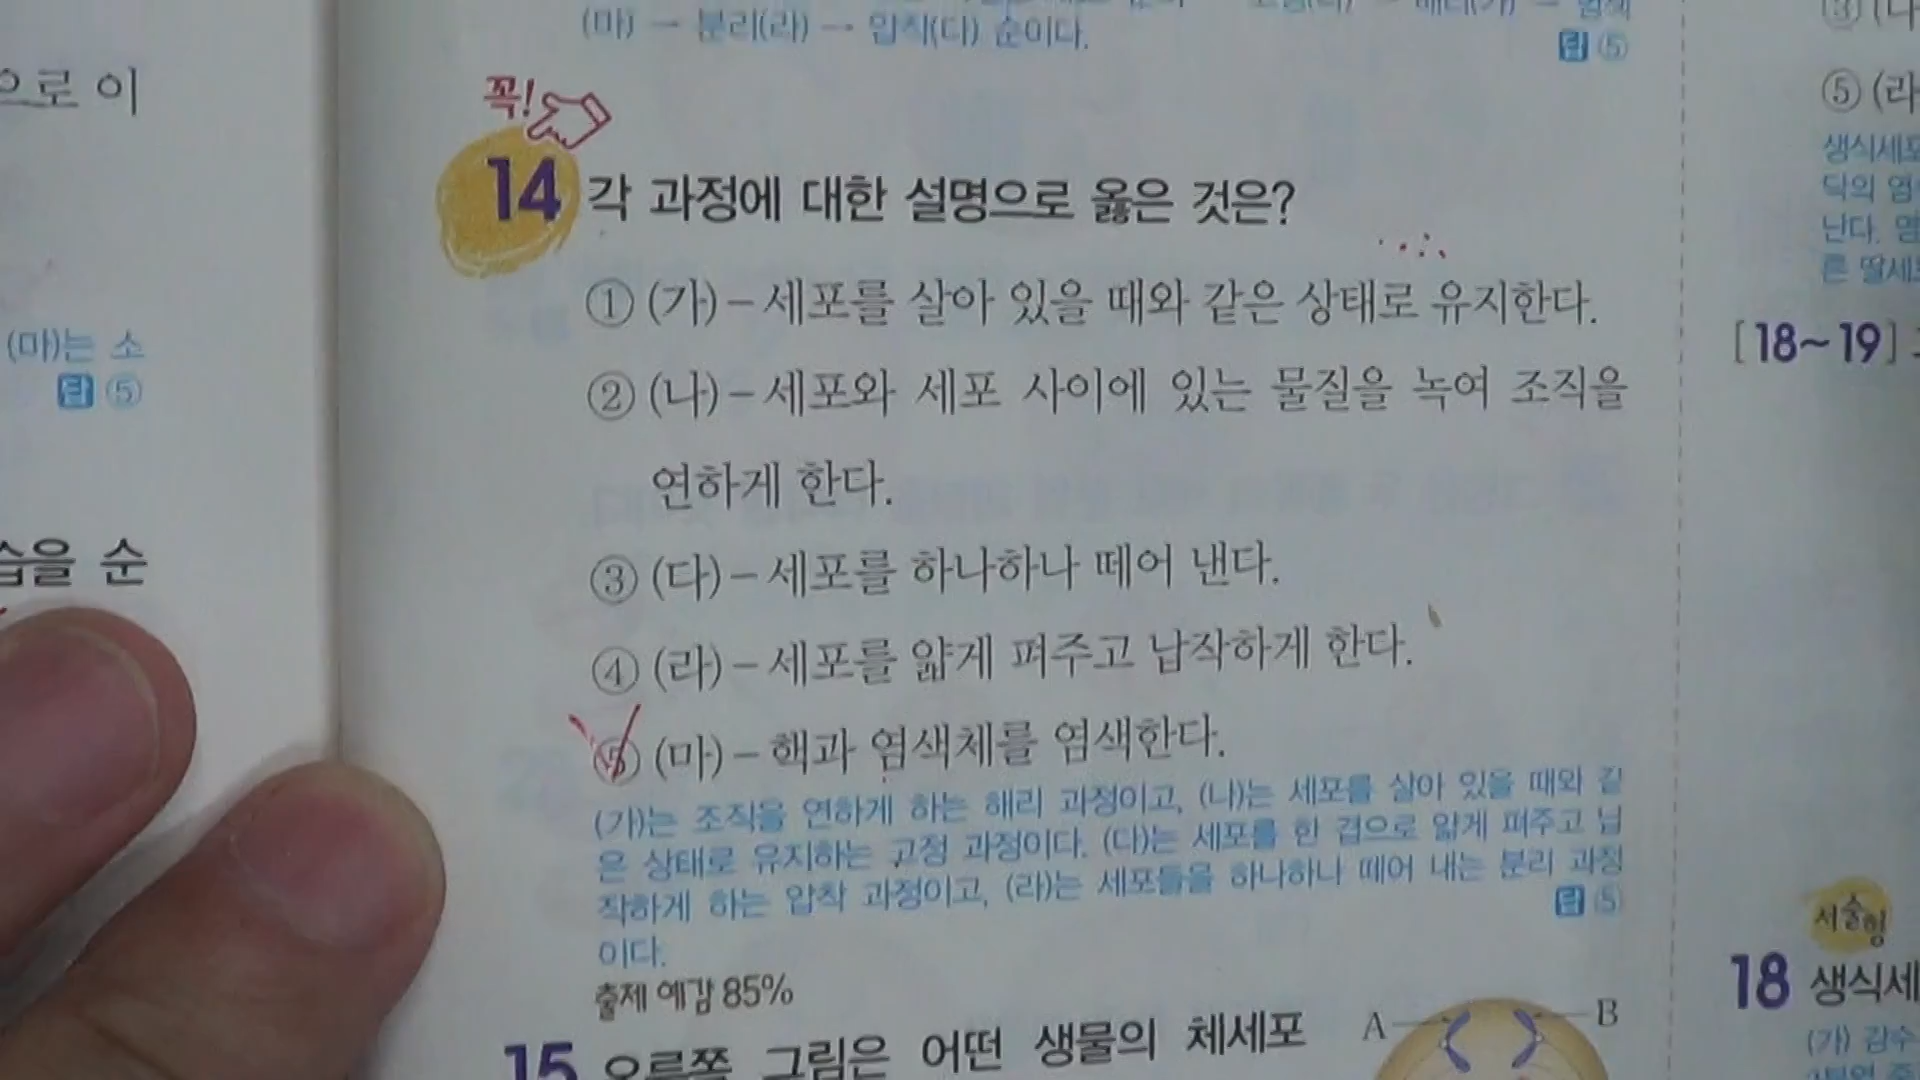 (마) → 분리(라) → 압착(다) 순이다.
답 ⑤
꼭!
14 각 과정에 대한 설명으로 옳은 것은?
① (가) – 세포를 살아 있을 때와 같은 상태로 유지한다.
② (나) – 세포와 세포 사이에 있는 물질을 녹여 조직을
연하게 한다.
③ (다) – 세포를 하나하나 떼어 낸다.
④ (라) – 세포를 얇게 펴주고 납작하게 한다.
⑤ (마) – 핵과 염색체를 염색한다.
(가)는 조직을 연하게 하는 해리 과정이고, (나)는 세포를 살아 있을 때와 같
은 상태로 유지하는 고정 과정이다. (다)는 세포를 한 겹으로 얇게 펴주고 납
작하게 하는 압착 과정이고, (라)는 세포들을 하나하나 떼어 내는 분리 과정
이다.
답 ⑤
출제 예감 85%
15 오른쪽 그림은 어떤 생물의 체세포
A
B
으로 이
(마)는 소
답 ⑤
습을 순
⑤ (라
생식세포
딕의 염
난다. 염
른 딸세
[18~19]
서술형
18 생식세
(가) 감수